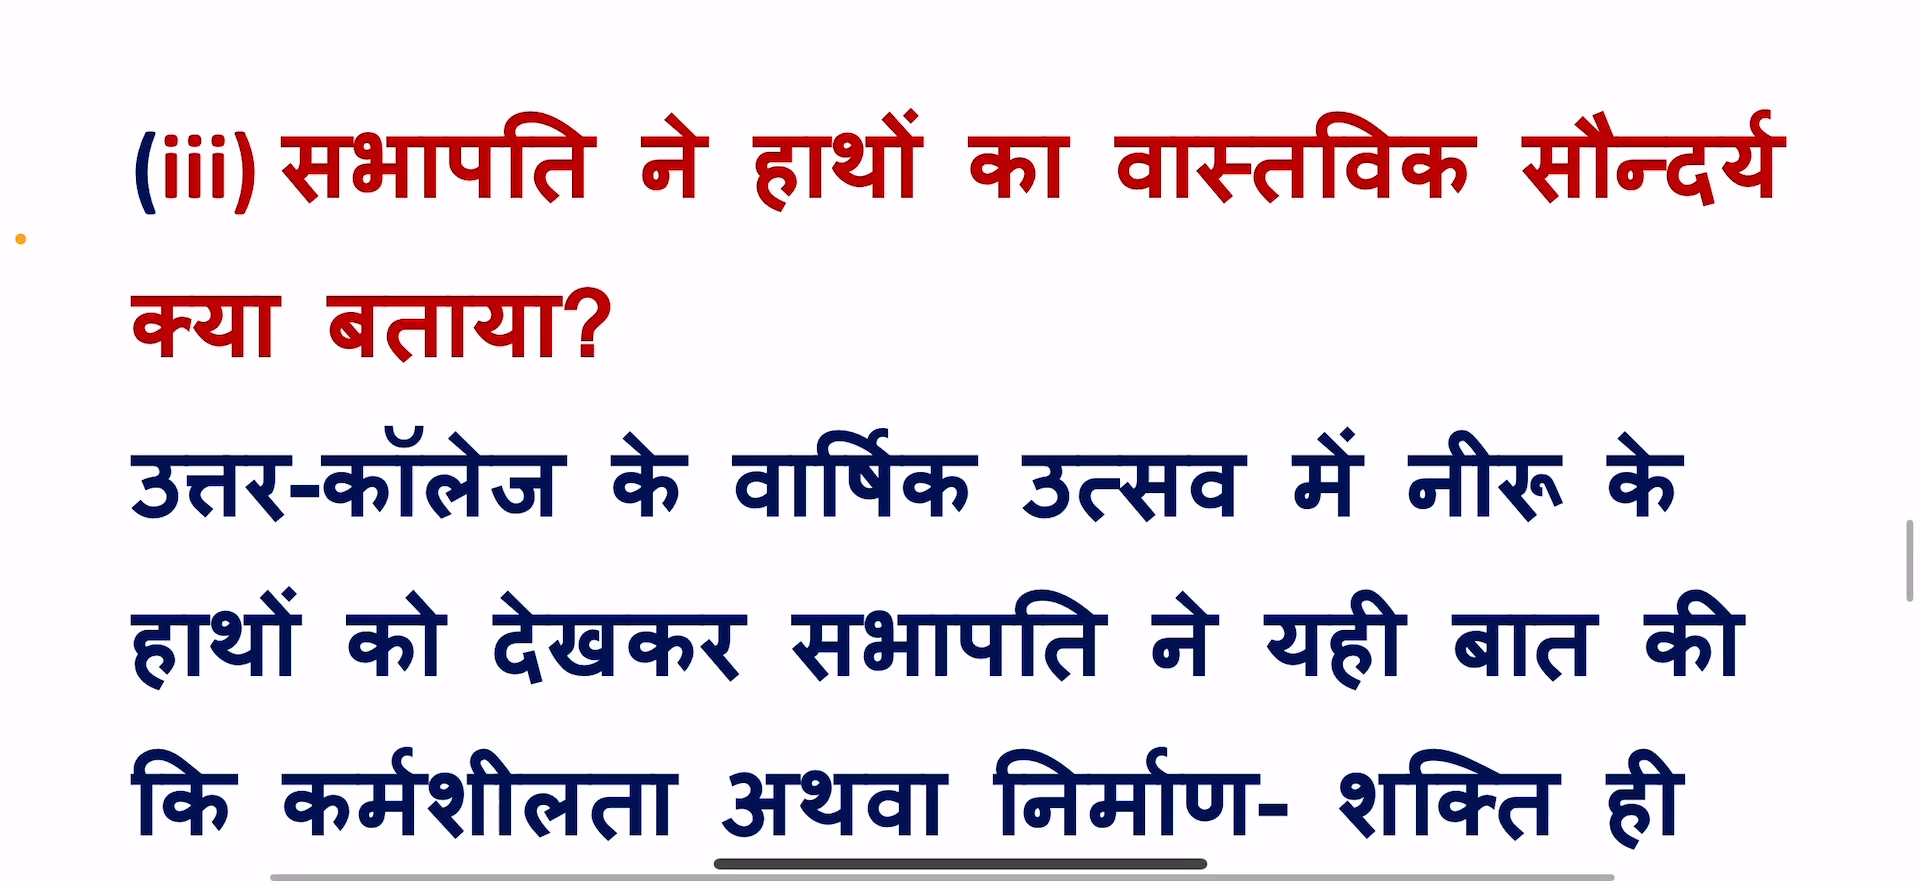 (iii) सभापति ने हाथों का वास्तविक सौन्दर्य
क्या बताया?
उत्तर-कॉलेज के वार्षिक उत्सव में नीरू के
हाथों को देखकर सभापति ने यही बात की
कि कर्मशीलता अथवा निर्माण- शक्ति ही